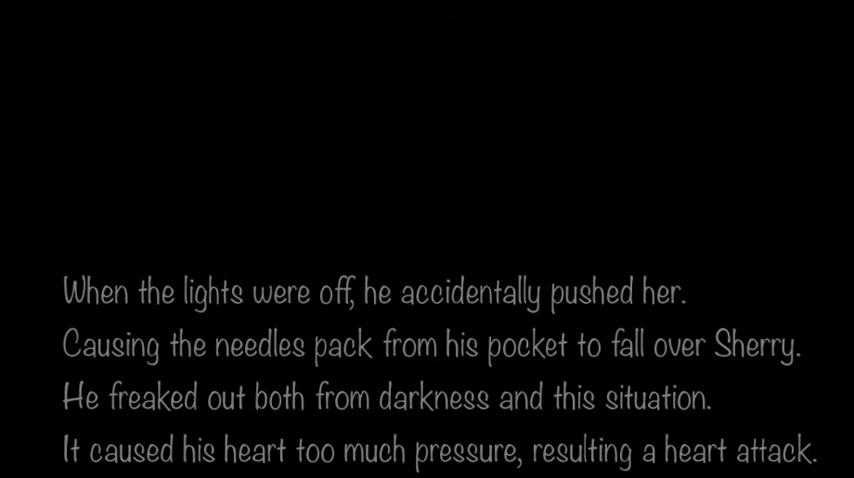 When the lights were off, he accidentally pushed her.
Causing the needles pack from his pocket to fall over Sherry.
He freaked out both from darkness and this situation.
It caused his heart too much pressure, resulting a heart attack.